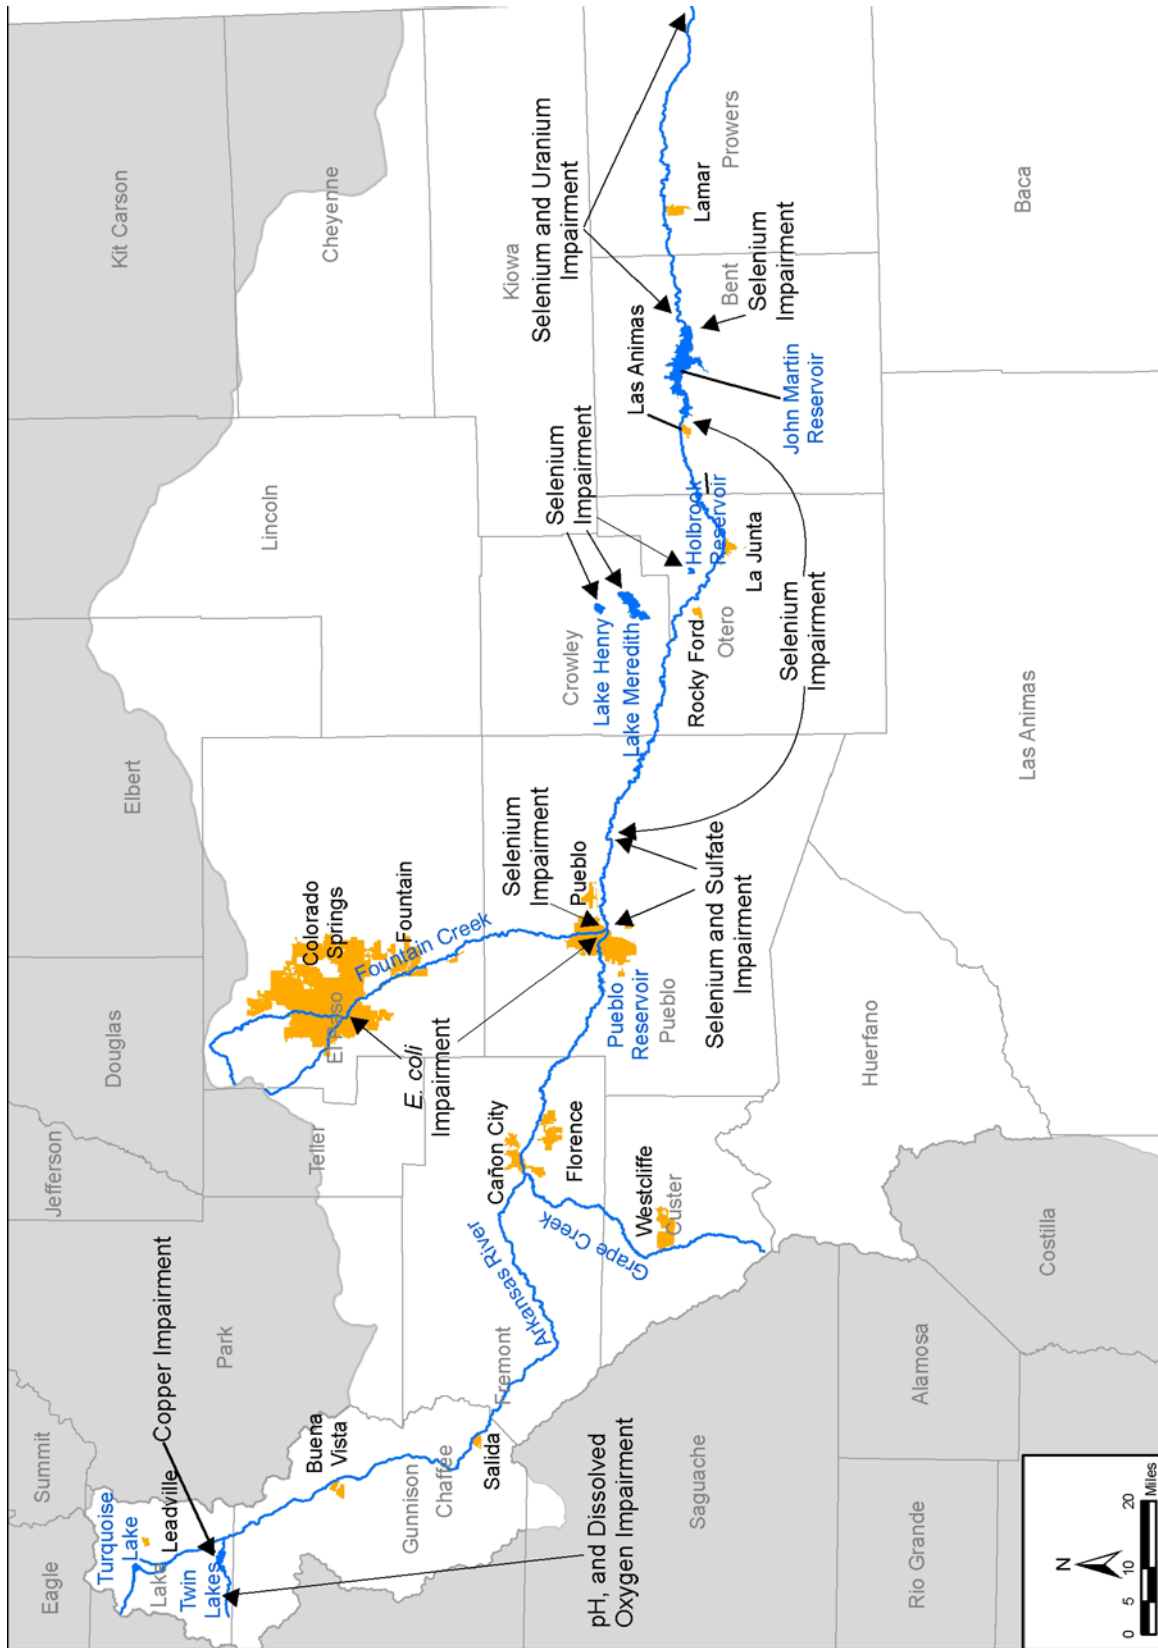 Eagle
Summit
Jefferson
Douglas
Elbert
Kit Carson
Turquoise
Lake
Leadville
Lake
Twin
Lakes
Copper Impairment
Park
Teller
Lincoln
Cheyenne
Buena
Vista
Colorado
Springs
El Paso
Fountain
Fountain Creek
E. coli
Impairment
Gunnison
Chaffee
Salida
Fremont
Arkansas River
Cañon City
Florence
Grape Creek
Westcliffe
Custer
pH, and Dissolved
Oxygen Impairment
Selenium
Impairment
Pueblo
Pueblo
Reservoir
Pueblo
Selenium and Sulfate
Impairment
Crowley
Lake Henry
Lake Meredith
Selenium
Impairment
Holbrook
Reservoir
Rocky Ford
Otero
La Junta
Selenium
Impairment
Kiowa
Selenium and Uranium
Impairment
Las Animas
John Martin
Reservoir
Bent
Selenium
Impairment
Lamar
Prowers
Saguache
Huerfano
Las Animas
Baca
Rio Grande
Alamosa
Costilla
N
0 5 10 20
Miles